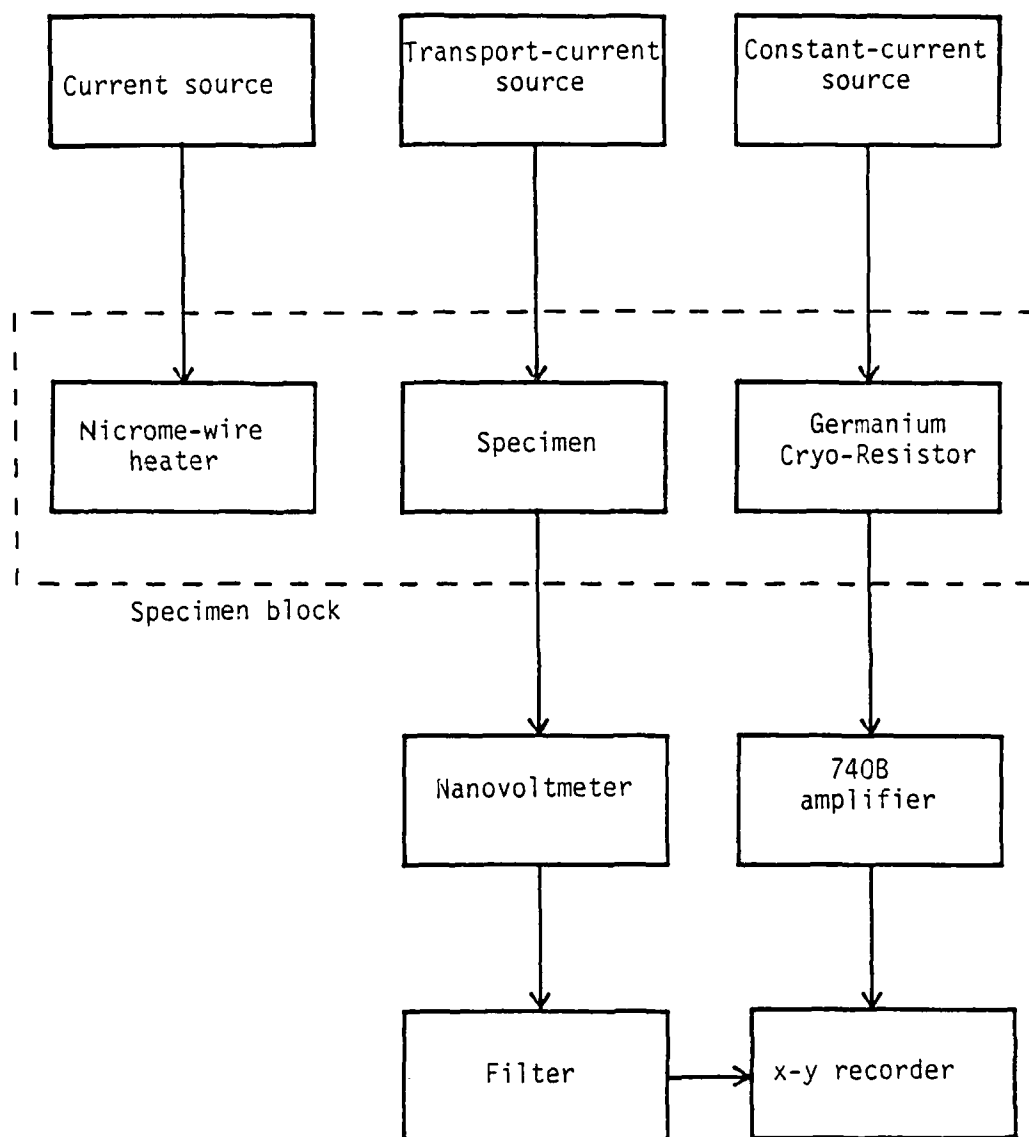 Current source
Transport-current
source
Constant-current
source
Nicrome-wire
heater
Specimen
Germanium
Cryo-Resistor
Specimen block
Nanovoltmeter
740B
amplifier
Filter
x-y recorder